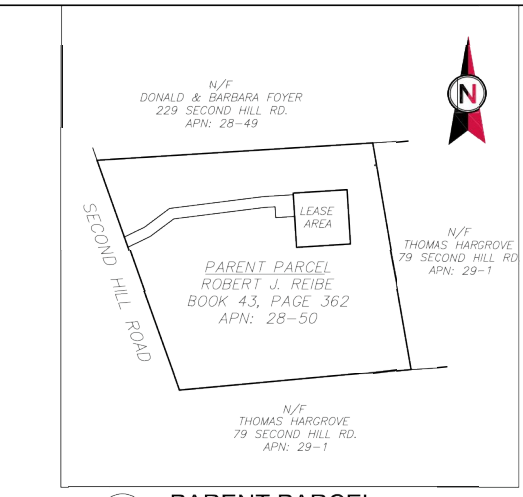 N/F
DONALD & BARBARA FOYER
229 SECOND HILL RD.
APN: 28-49
N
LEASE
AREA
SECOND HILL ROAD
N/F
THOMAS HARGROVE
79 SECOND HILL RD
APN: 29-1
PARENT PARCEL
ROBERT J. REIBE
BOOK 43, PAGE 362
APN: 28-50
N/F
THOMAS HARGROVE
79 SECOND HILL RD.
APN: 29-1
PARENT PARCEL